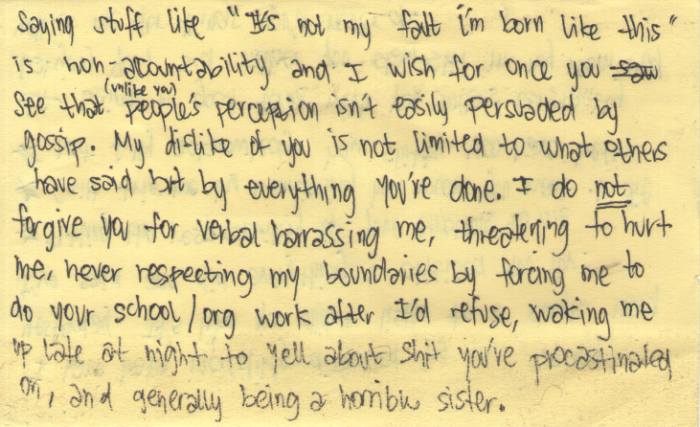 Saying stuff like "It's not my fault i'm born like this"
is non-accountability and I wish for once you saw
see that (unlike you) people's perception isn't easily persuaded by
gossip. My dislike of you is not limited to what others
have said but by everything you've done. I do not
forgive you for verbal harrassing me, threatening to hurt
me, never respecting my boundaries by forcing me to
do your school/org work after I'd refuse, waking me
up late at night to yell about shit you've procastinated
on, and generally being a horrible sister.